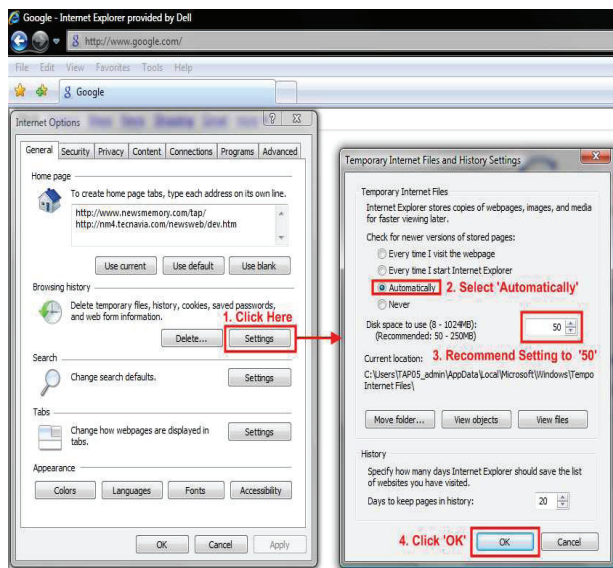 Google - Internet Explorer provided by Dell
http://www.google.com/
File Edit View Favorites Tools Help
Google
Internet Options
General Security Privacy Content Connections Programs Advanced
Home page
To create home page tabs, type each address on its own line.
http://www.newsmemory.com/tap/
http://nm4.tecnavia.com/newsweb/dev.htm
Use current Use default Use blank
Browsing history
Delete temporary files, history, cookies, saved passwords,
and web form information.
1. Click Here
Delete... Settings
Search
Change search defaults.
Settings
Tabs
Change how webpages are displayed in
tabs.
Settings
Appearance
Colors Languages Fonts Accessibility
OK Cancel Apply
Temporary Internet Files and History Settings
Temporary Internet Files
Internet Explorer stores copies of webpages, images, and media
for faster viewing later.
Check for newer versions of stored pages:
Every time I visit the webpage
Every time I start Internet Explorer
Automatically 2. Select 'Automatically'
Never
Disk space to use (8 - 1024MB):
(Recommended: 50 - 250MB)
50
3. Recommend Setting to '50'
Current location:
C:\Users\TAP05_admin\AppData\Local\Microsoft\Windows\Tempo
Internet Files\
Move folder... View objects View files
History
Specify how many days Internet Explorer should save the list
of websites you have visited.
Days to keep pages in history: 20
4. Click 'OK' OK Cancel